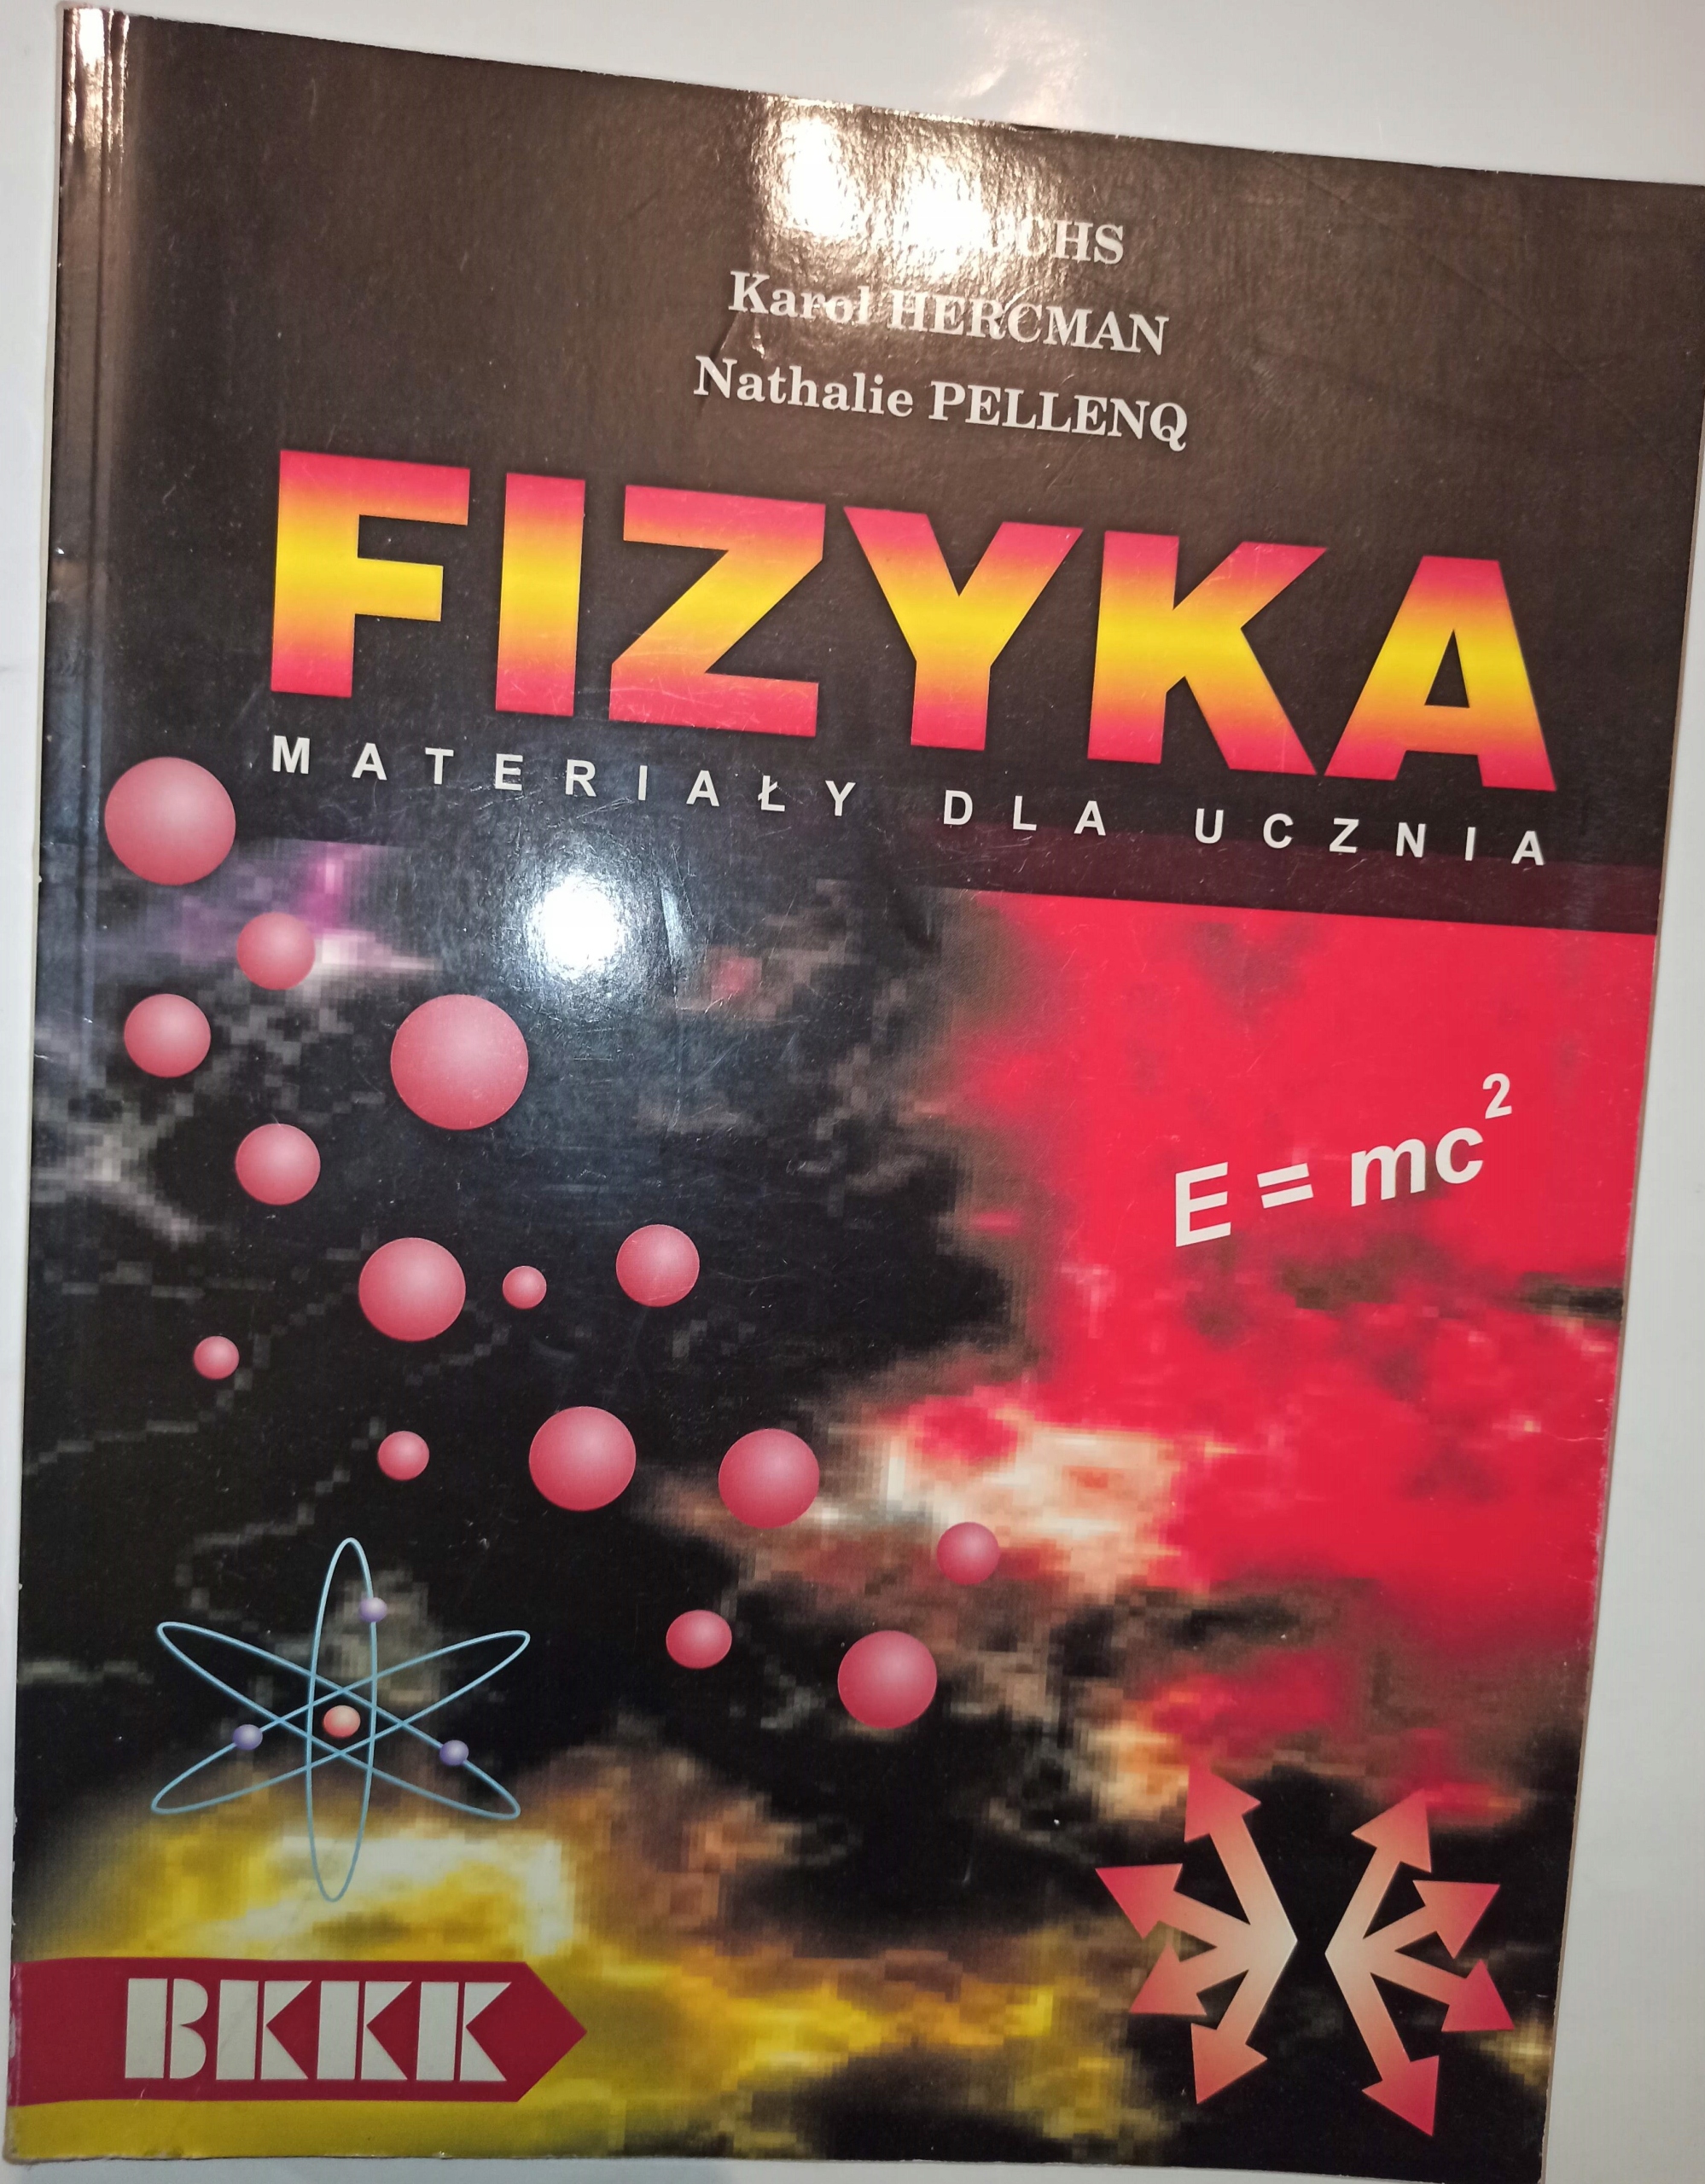 Karol HERCMAN
Nathalie PELLENQ
FIZYKA
MATERIAŁY DLA UCZNIA
E = mc²
BKKK